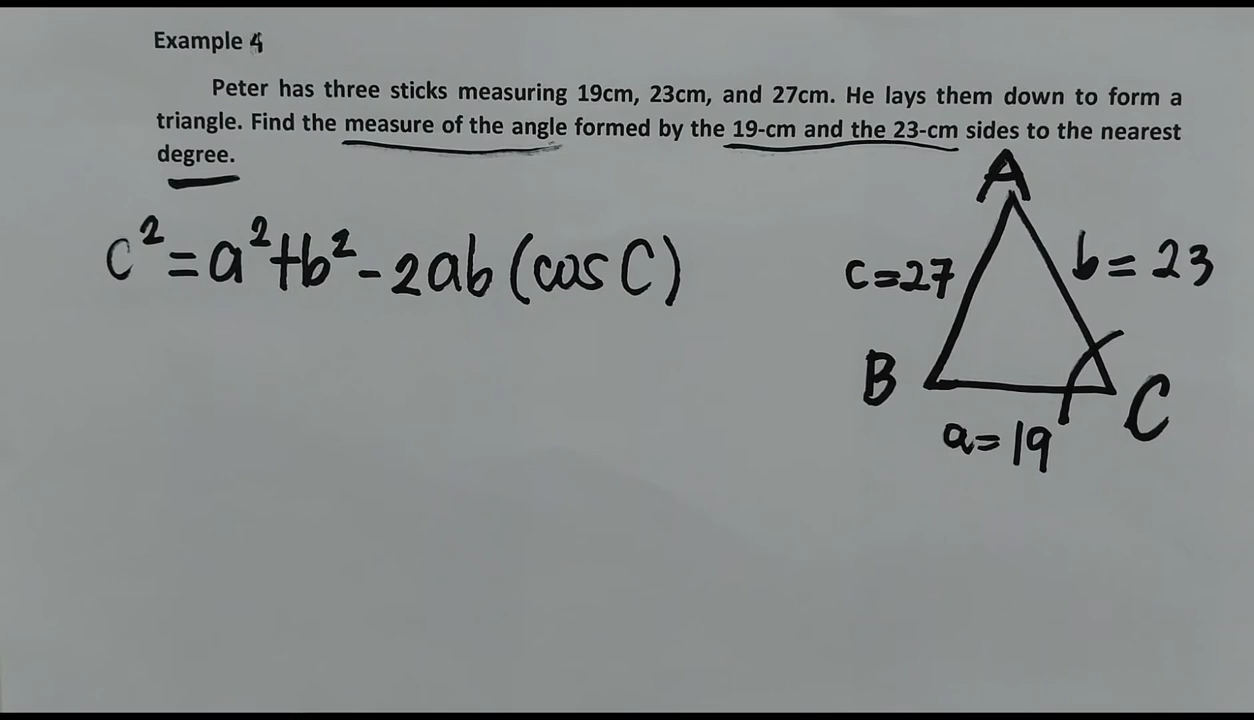 Example 4
Peter has three sticks measuring 19cm, 23cm, and 27cm. He lays them down to form a
triangle. Find the measure of the angle formed by the 19-cm and the 23-cm sides to the nearest
degree.
c² = a² + b² - 2ab (cos C)
A
c = 27
b = 23
B
C
a = 19